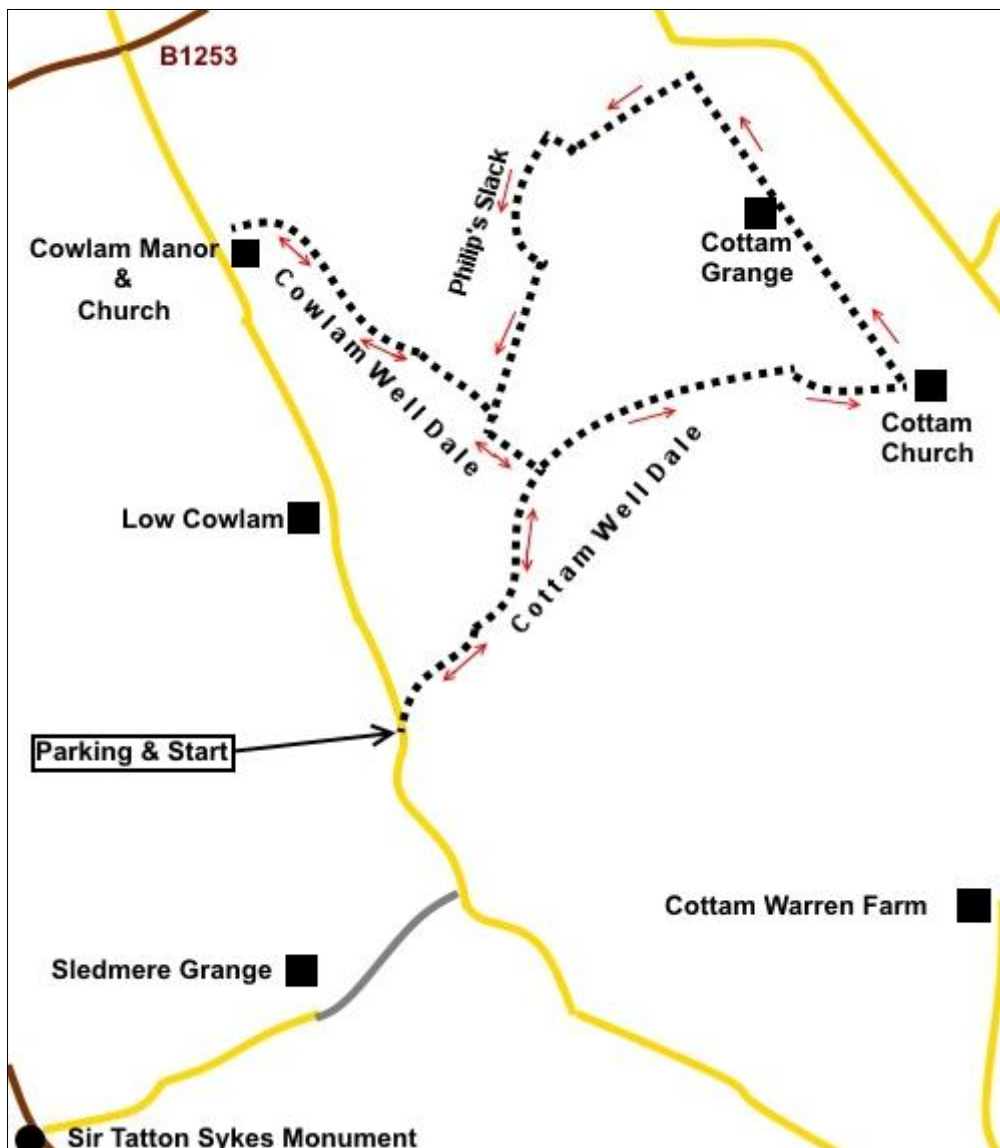 B1253
Philip's Slack
Cottam
Grange
Cowlam Manor
&
Church
Cowlam Well Dale
Cottam
Church
Cottam Well Dale
Low Cowlam
Parking & Start
Cottam Warren Farm
Sledmere Grange
Sir Tatton Sykes Monument